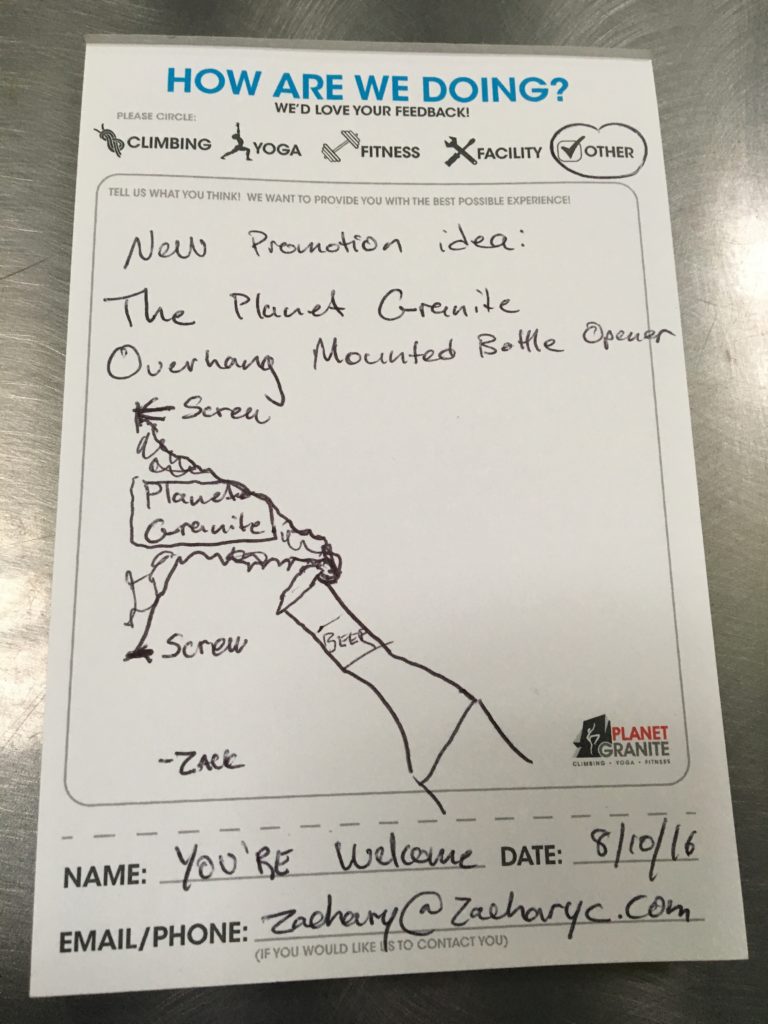 HOW ARE WE DOING?
WE'D LOVE YOUR FEEDBACK!
PLEASE CIRCLE:
CLIMBING YOGA FITNESS FACILITY OTHER
TELL US WHAT YOU THINK! WE WANT TO PROVIDE YOU WITH THE BEST POSSIBLE EXPERIENCE!
New Promotion idea:
The Planet Granite
Overhang Mounted Bottle Opener
Screw
Planet
Granite
BEER
Screw
-ZACK
PLANET
GRANITE
CLIMBING • YOGA • FITNESS
NAME: YOU'RE Welcome DATE: 8/10/16
EMAIL/PHONE: Zachary@Zacharyc.com
(IF YOU WOULD LIKE US TO CONTACT YOU)